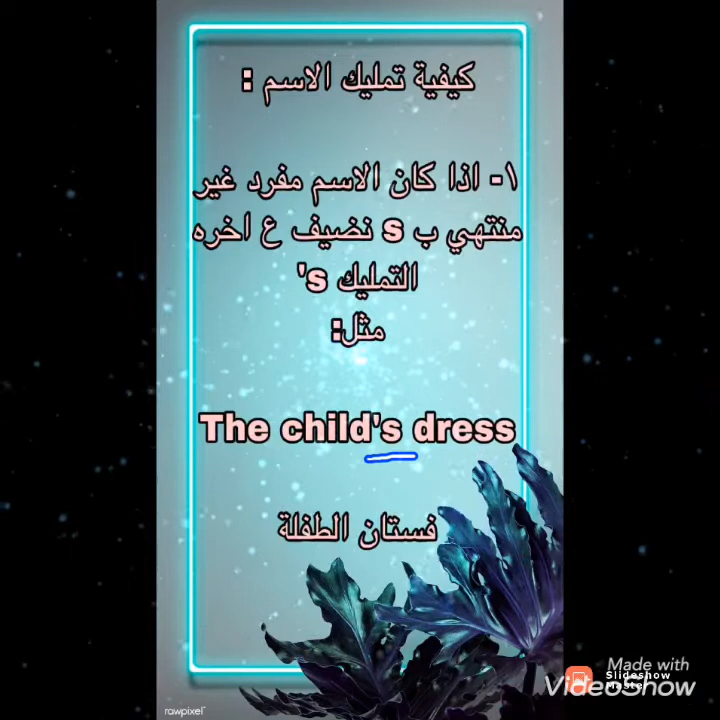 كيفية تمليك الاسم :
١- اذا كان الاسم مفرد غير
منتهي ب s نضيف ع اخره
التمليك s'
مثل:
The child's dress
فستان الطفلة
Made with
VideoShow
Slideshow
rawpixel